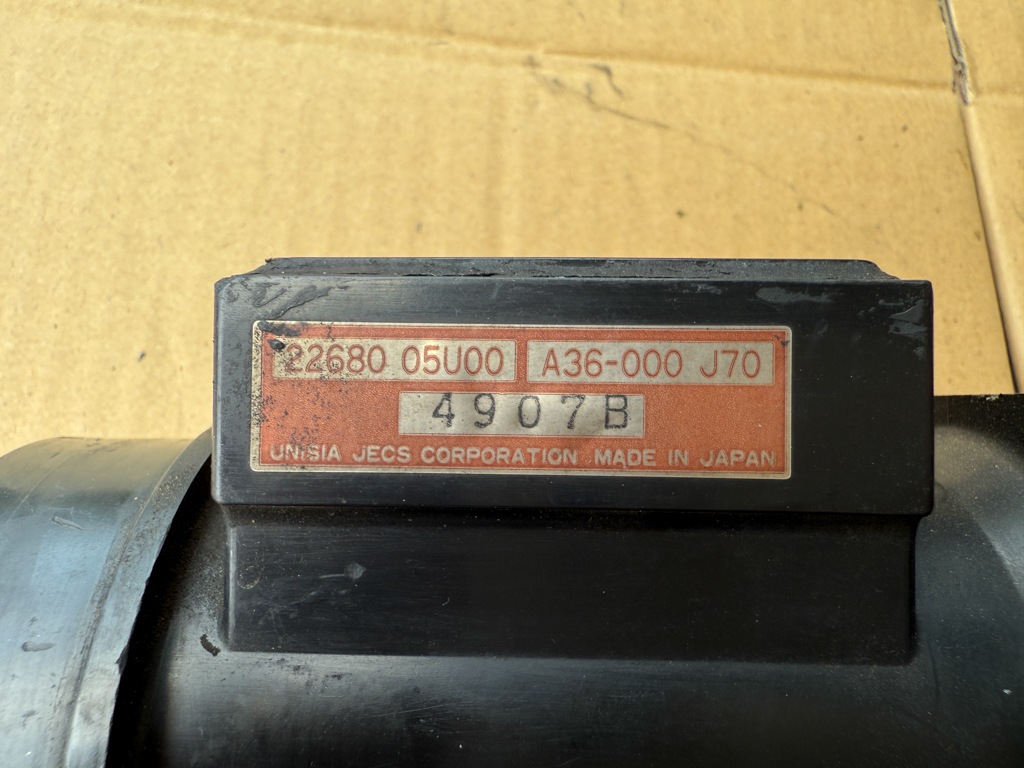 22680 05U00 A36-000 J70
4907B
UNISIA JECS CORPORATION MADE IN JAPAN